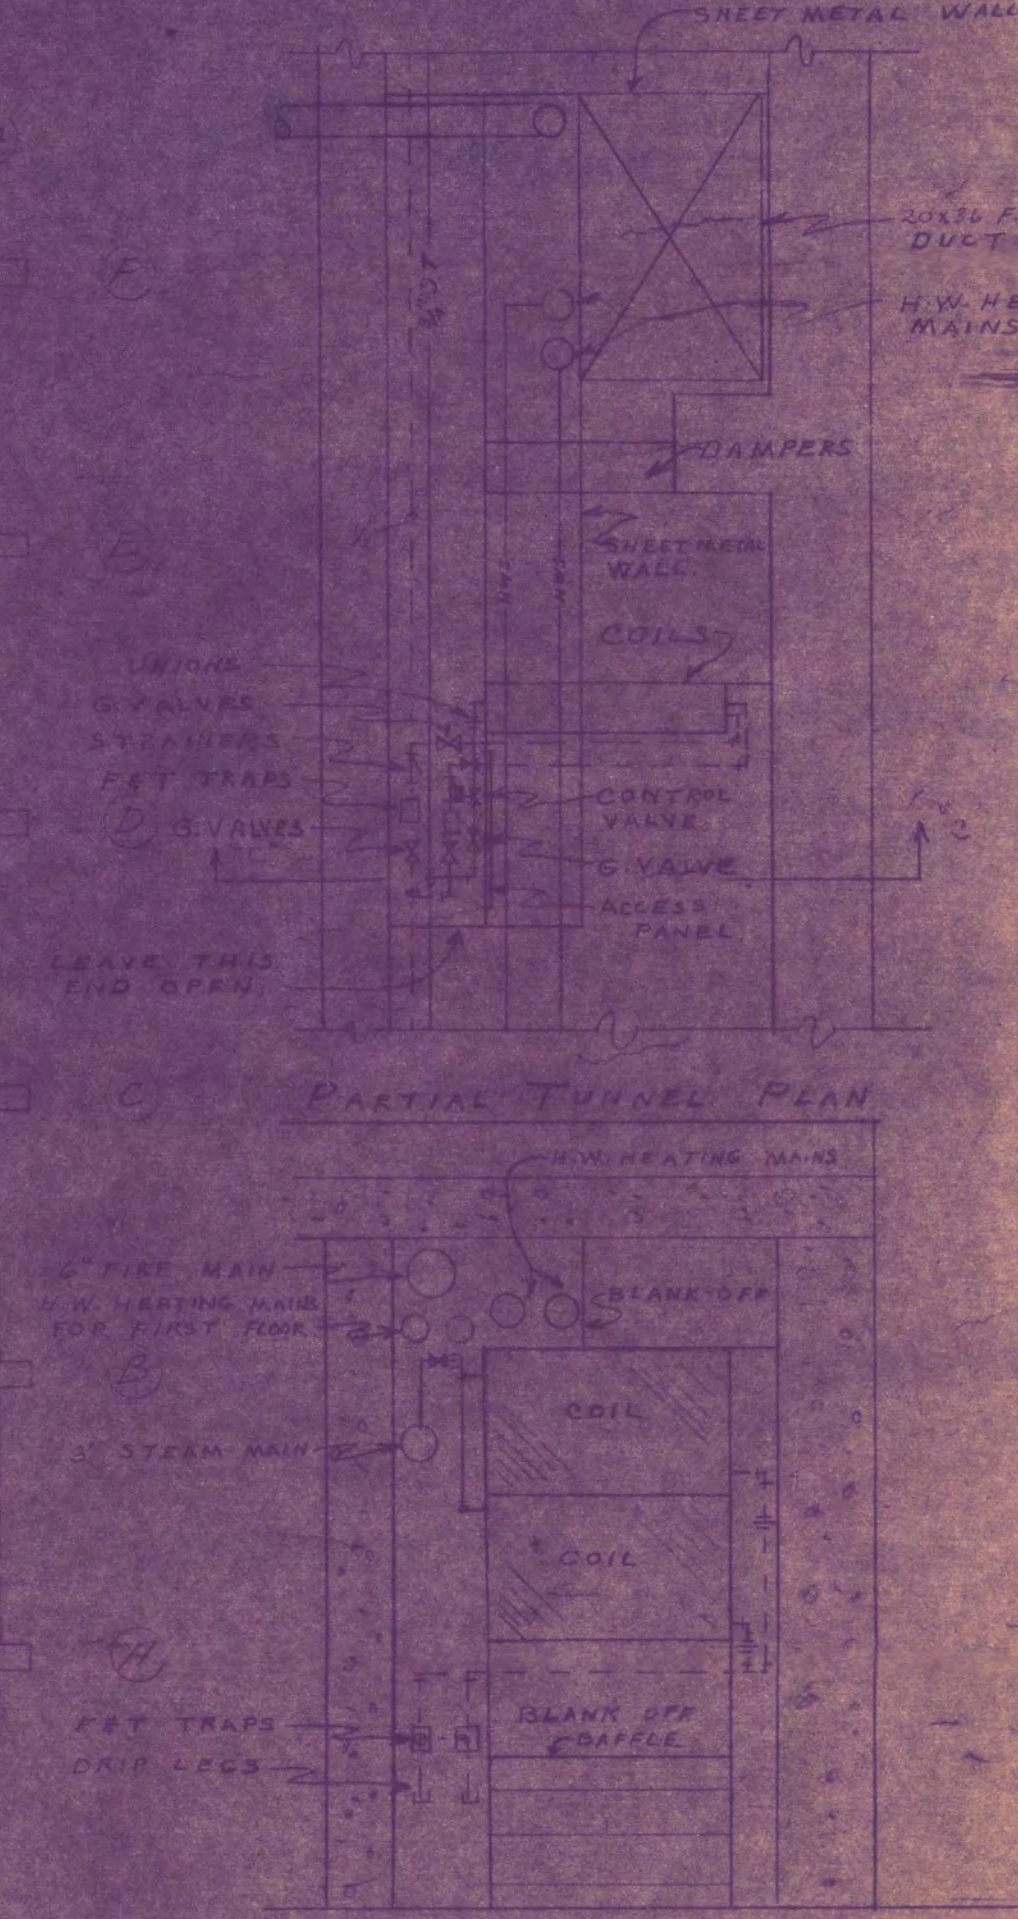 SHEET METAL WALL
20x36 F.
DUCT
F
H.W. HE
MAINS
DAMPERS
E
SHEET METAL
WALL
COILS
UNIONS
G.VALVES
STRAINERS
F&T TRAPS
CONTROL
VALVE
D
G.VALVES
C
C
G.VALVE
ACCESS
PANEL
LEAVE THIS
END OPEN
C
PARTIAL TUNNEL PLAN
H.W. HEATING MAINS
6" FIRE MAIN
H.W. HEATING MAINS
FOR FIRST FLOOR
BLANK-OFF
B
COIL
3" STEAM MAIN
COIL
A
F&T TRAPS
BLANK OFF
BAFFLE
DRIP LEGS